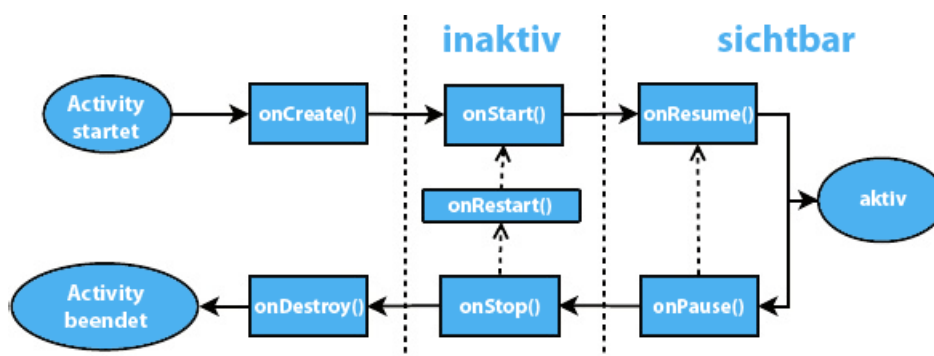 inaktiv
sichtbar
Activity
startet
onCreate()
onStart()
onResume()
onRestart()
aktiv
Activity
beendet
onDestroy()
onStop()
onPause()